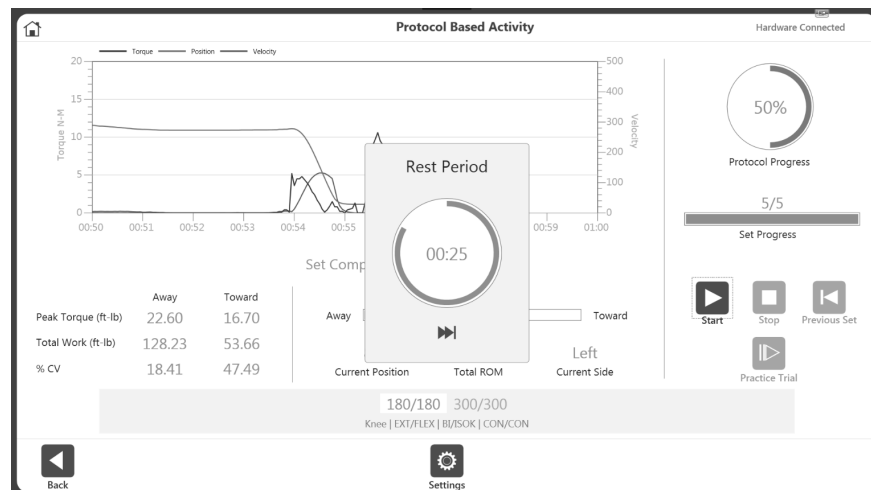 Protocol Based Activity
Hardware Connected
Torque Position Velocity
20
15
10
5
0
Torque N-M
500
400
300
200
100
0
Velocity
00:50 00:51 00:52 00:53 00:54 00:55 00:59 01:00
Rest Period
00:25
50%
Protocol Progress
5/5
Set Progress
Set Comp
Away Toward
Peak Torque (ft-lb) 22.60 16.70
Total Work (ft-lb) 128.23 53.66
% CV 18.41 47.49
Away Toward
Left
Current Position Total ROM Current Side
Start Stop Previous Set
Practice Trial
180/180 300/300
Knee | EXT/FLEX | BI/ISOK | CON/CON
Back Settings